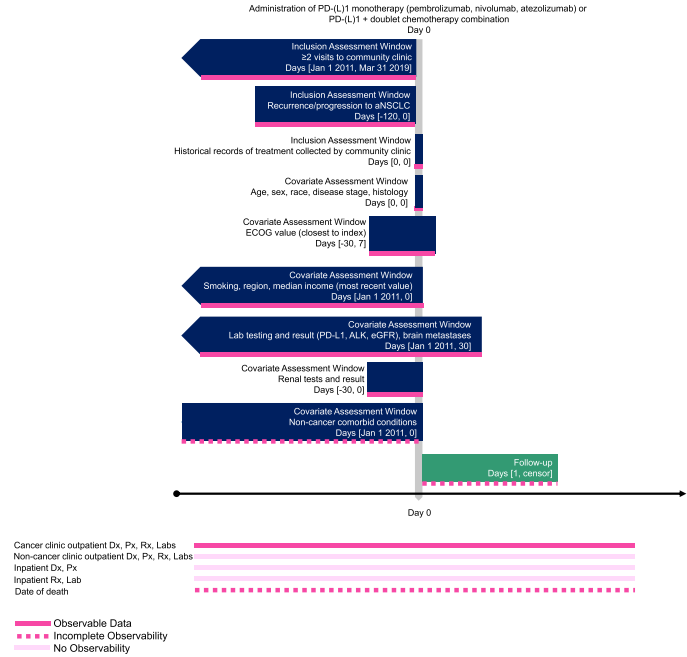 Administration of PD-(L)1 monotherapy (pembrolizumab, nivolumab, atezolizumab) or
PD-(L)1 + doublet chemotherapy combination
Day 0
Inclusion Assessment Window
≥2 visits to community clinic
Days [Jan 1 2011, Mar 31 2019]
Inclusion Assessment Window
Recurrence/progression to aNSCLC
Days [-120, 0]
Inclusion Assessment Window
Historical records of treatment collected by community clinic
Days [0, 0]
Covariate Assessment Window
Age, sex, race, disease stage, histology
Days [0, 0]
Covariate Assessment Window
ECOG value (closest to index)
Days [-30, 7]
Covariate Assessment Window
Smoking, region, median income (most recent value)
Days [Jan 1 2011, 0]
Covariate Assessment Window
Lab testing and result (PD-L1, ALK, eGFR), brain metastases
Days [Jan 1 2011, 30]
Covariate Assessment Window
Renal tests and result
Days [-30, 0]
Covariate Assessment Window
Non-cancer comorbid conditions
Days [Jan 1 2011, 0]
Follow-up
Days [1, censor]
Day 0
Cancer clinic outpatient Dx, Px, Rx, Labs
Non-cancer clinic outpatient Dx, Px, Rx, Labs
Inpatient Dx, Px
Inpatient Rx, Lab
Date of death
Observable Data
Incomplete Observability
No Observability